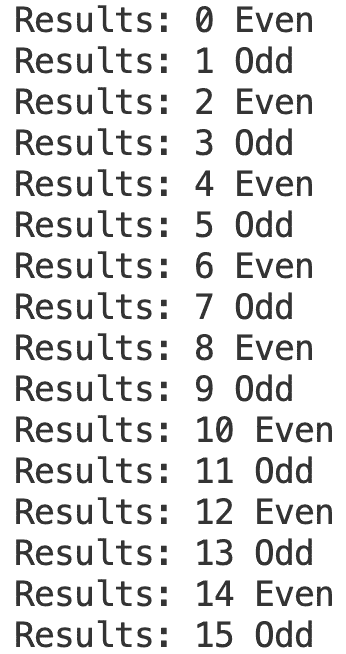 Results: 0 Even
Results: 1 Odd
Results: 2 Even
Results: 3 Odd
Results: 4 Even
Results: 5 Odd
Results: 6 Even
Results: 7 Odd
Results: 8 Even
Results: 9 Odd
Results: 10 Even
Results: 11 Odd
Results: 12 Even
Results: 13 Odd
Results: 14 Even
Results: 15 Odd